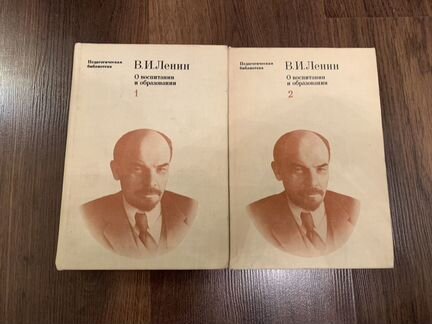 Педагогическая
библиотека
В.И.Ленин
О воспитании
и образовании
1
Педагогическая
библиотека
В.И.Ленин
О воспитании
и образовании
2